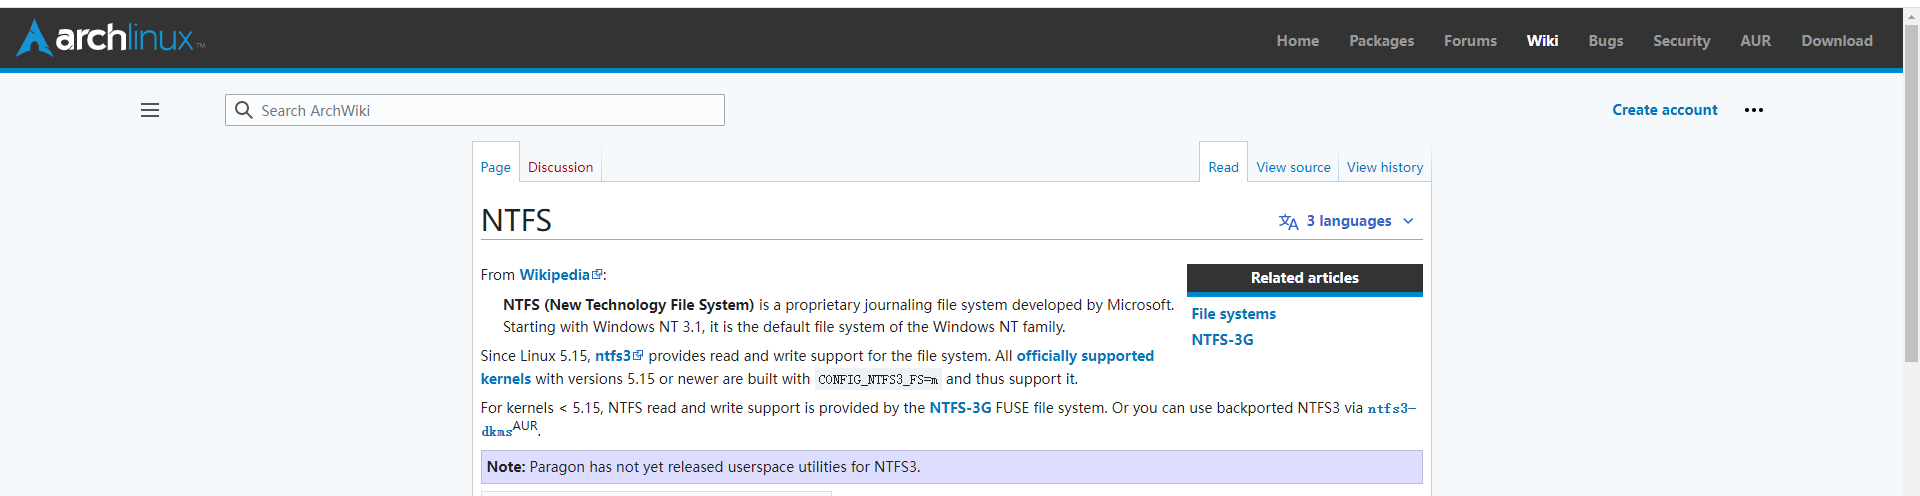 archlinux™
Home Packages Forums Wiki Bugs Security AUR Download
Search ArchWiki
Create account
Page Discussion Read View source View history
NTFS
3 languages
From Wikipedia:
NTFS (New Technology File System) is a proprietary journaling file system developed by Microsoft.
Starting with Windows NT 3.1, it is the default file system of the Windows NT family.
Related articles
File systems
NTFS-3G
Since Linux 5.15, ntfs3 provides read and write support for the file system. All officially supported
kernels with versions 5.15 or newer are built with CONFIG_NTFS3_FS=m and thus support it.
For kernels < 5.15, NTFS read and write support is provided by the NTFS-3G FUSE file system. Or you can use backported NTFS3 via ntfs3-
dkmsAUR.
Note: Paragon has not yet released userspace utilities for NTFS3.